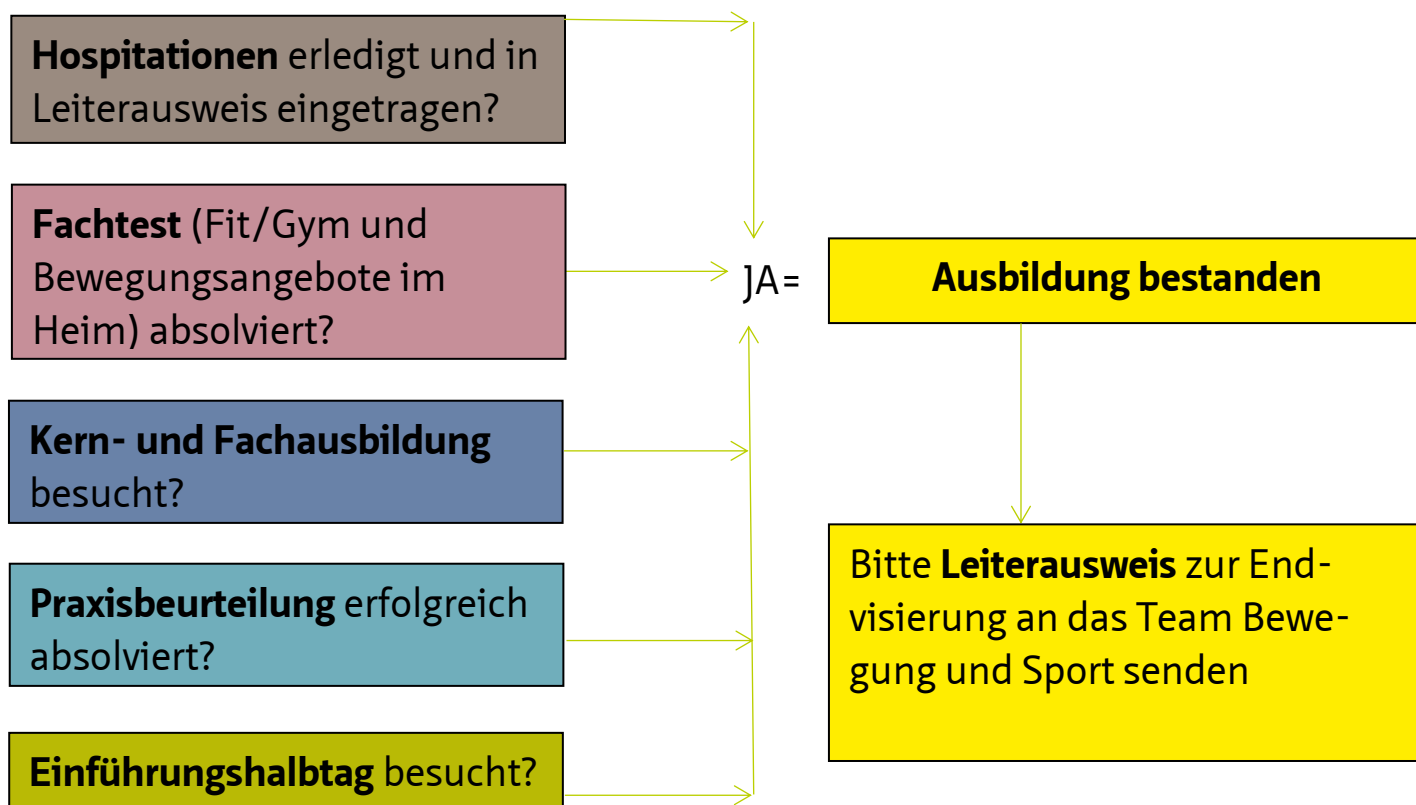 Hospitationen erledigt und in
Leiterausweis eingetragen?
Fachtest (Fit/Gym und
Bewegungsangebote im
Heim) absolviert?
JA=
Ausbildung bestanden
Kern- und Fachausbildung
besucht?
Praxisbeurteilung erfolgreich
absolviert?
Einführungshalbtag besucht?
Bitte Leiterausweis zur End-
visierung an das Team Bewe-
gung und Sport senden